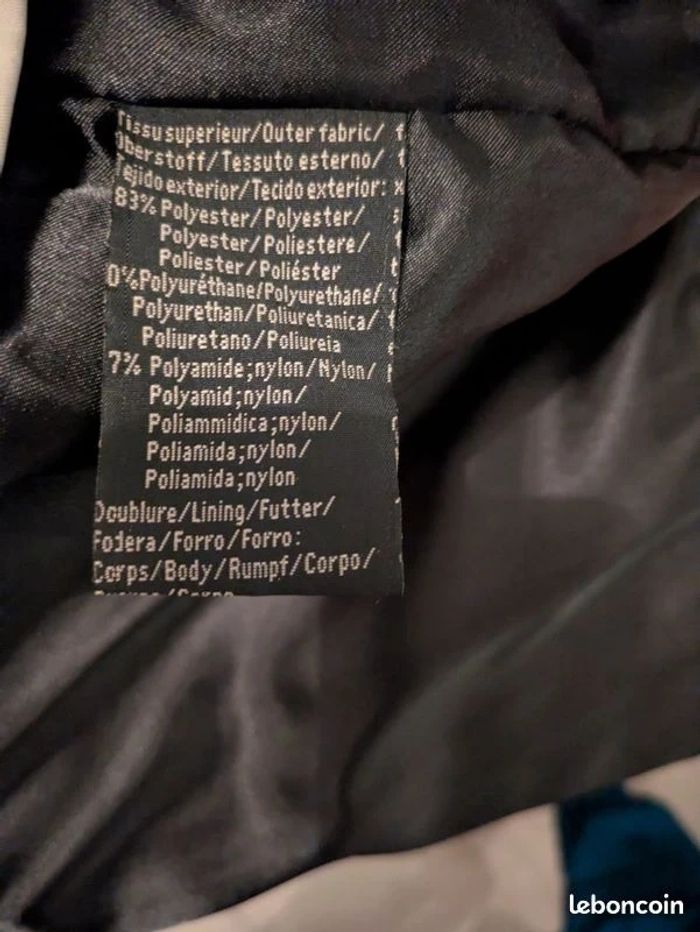 Tissu superieur/Outer fabric/
Oberstoff/Tessuto esterno/
Tejido exterior/Tecido exterior:
83% Polyester/Polyester/
Polyester/Poliestere/
Poliester/Poliéster
0%Polyuréthane/Polyurethane/
Polyurethan/Poliuretanica/
Poliuretano/Poliureia
7% Polyamide;nylon/Nylon/
Polyamid;nylon/
Poliammidica;nylon/
Poliamida;nylon/
Poliamida;nylon
Doublure/Lining/Futter/
Fodera/Forro/Forro:
Corps/Body/Rumpf/Corpo/
leboncoin